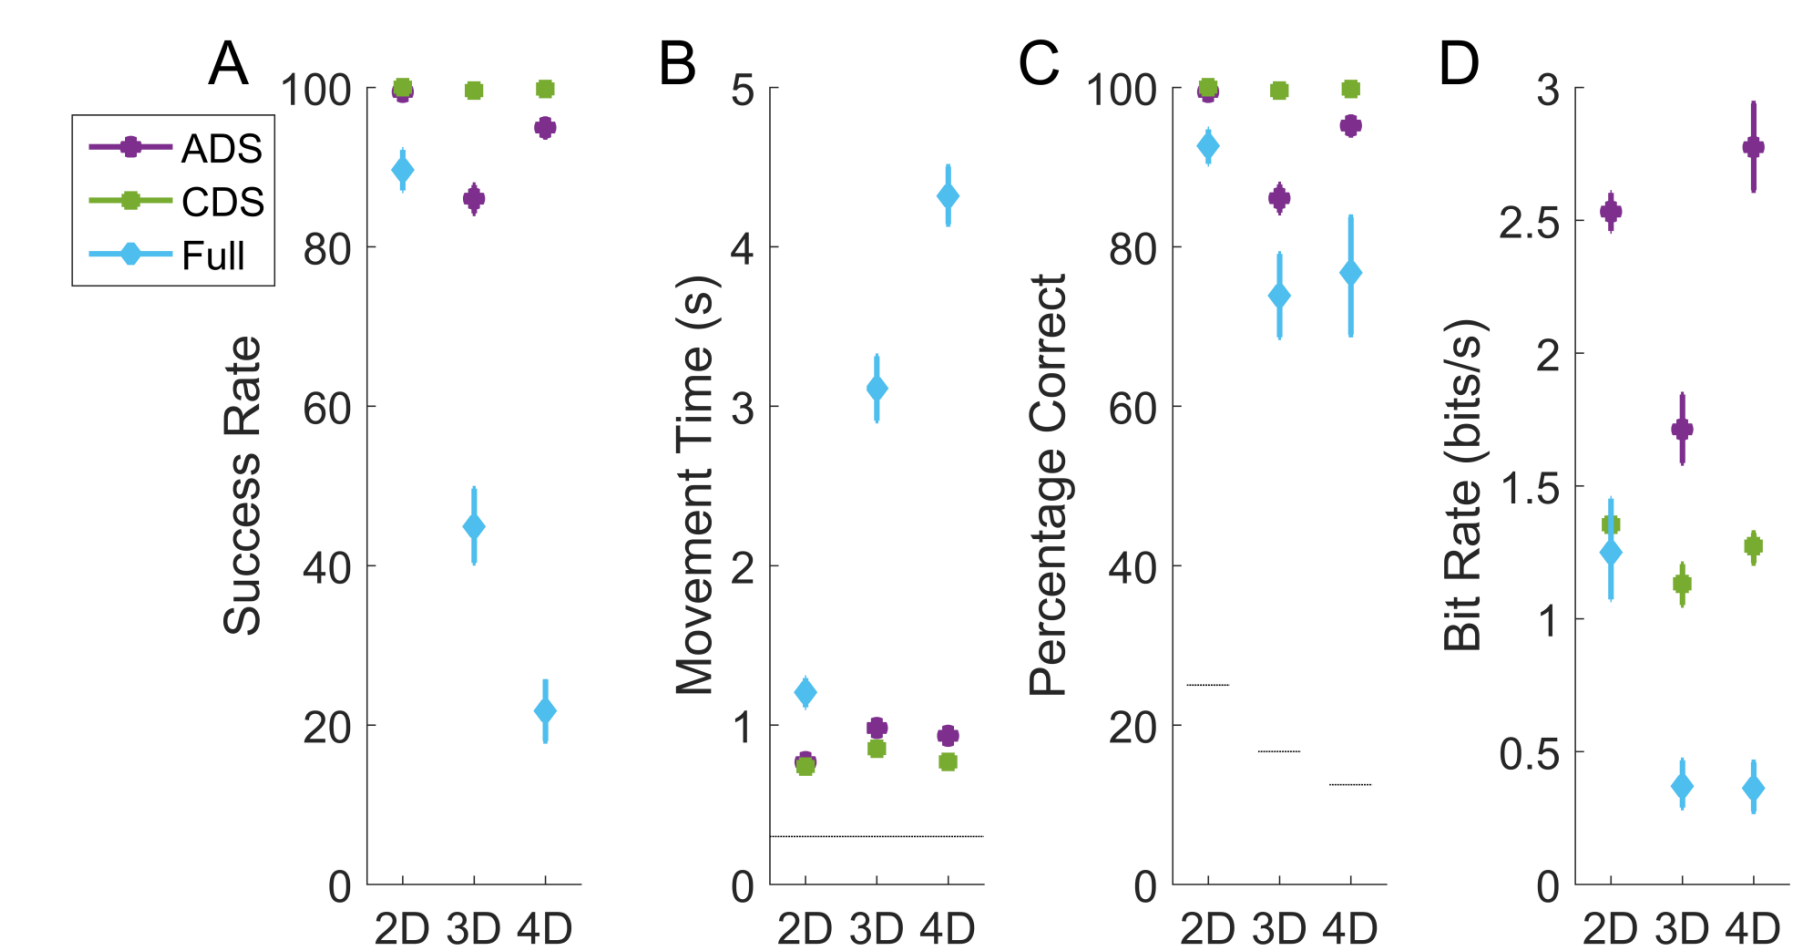 A
B
C
D
ADS
CDS
Full
Success Rate
100
80
60
40
20
0
2D 3D 4D
Movement Time (s)
5
4
3
2
1
0
2D 3D 4D
Percentage Correct
100
80
60
40
20
0
2D 3D 4D
Bit Rate (bits/s)
3
2.5
2
1.5
1
0.5
0
2D 3D 4D